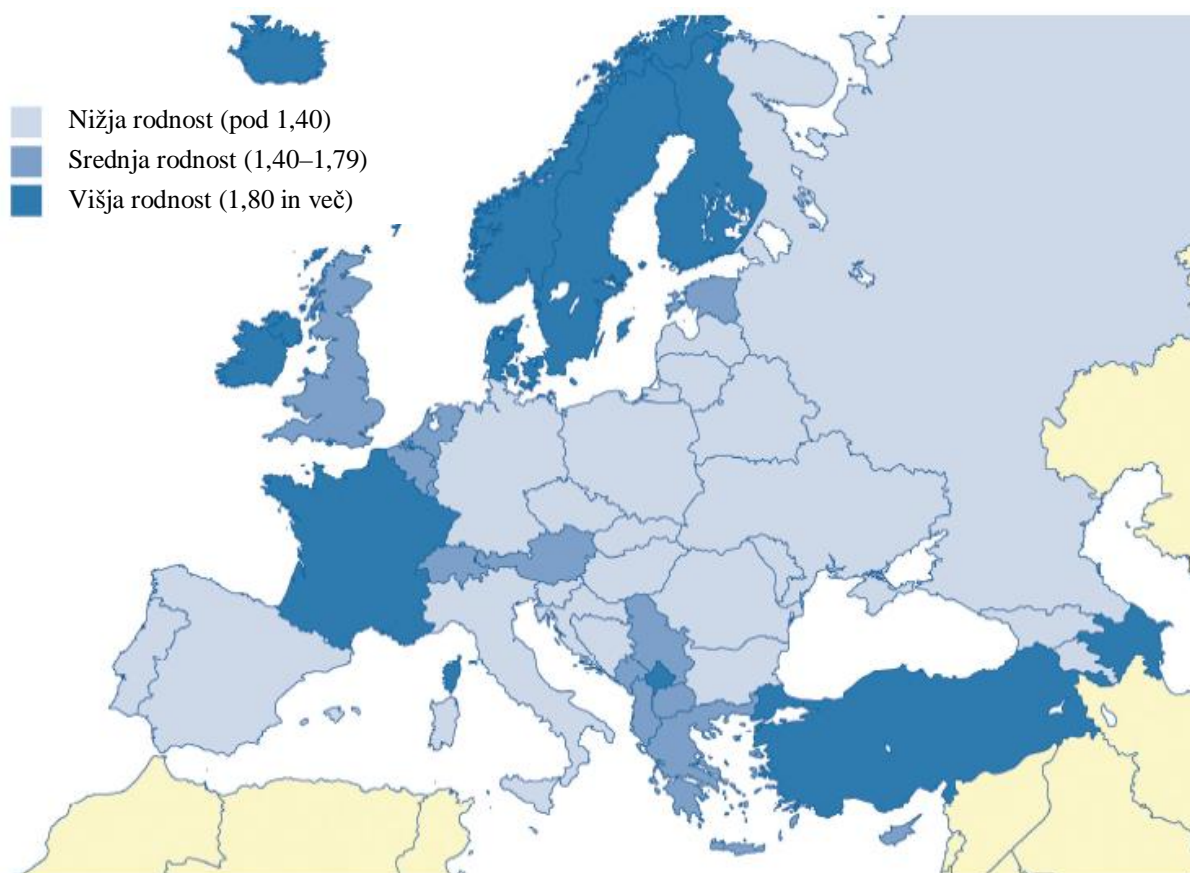 Nižja rodnost (pod 1,40)
Srednja rodnost (1,40–1,79)
Višja rodnost (1,80 in več)